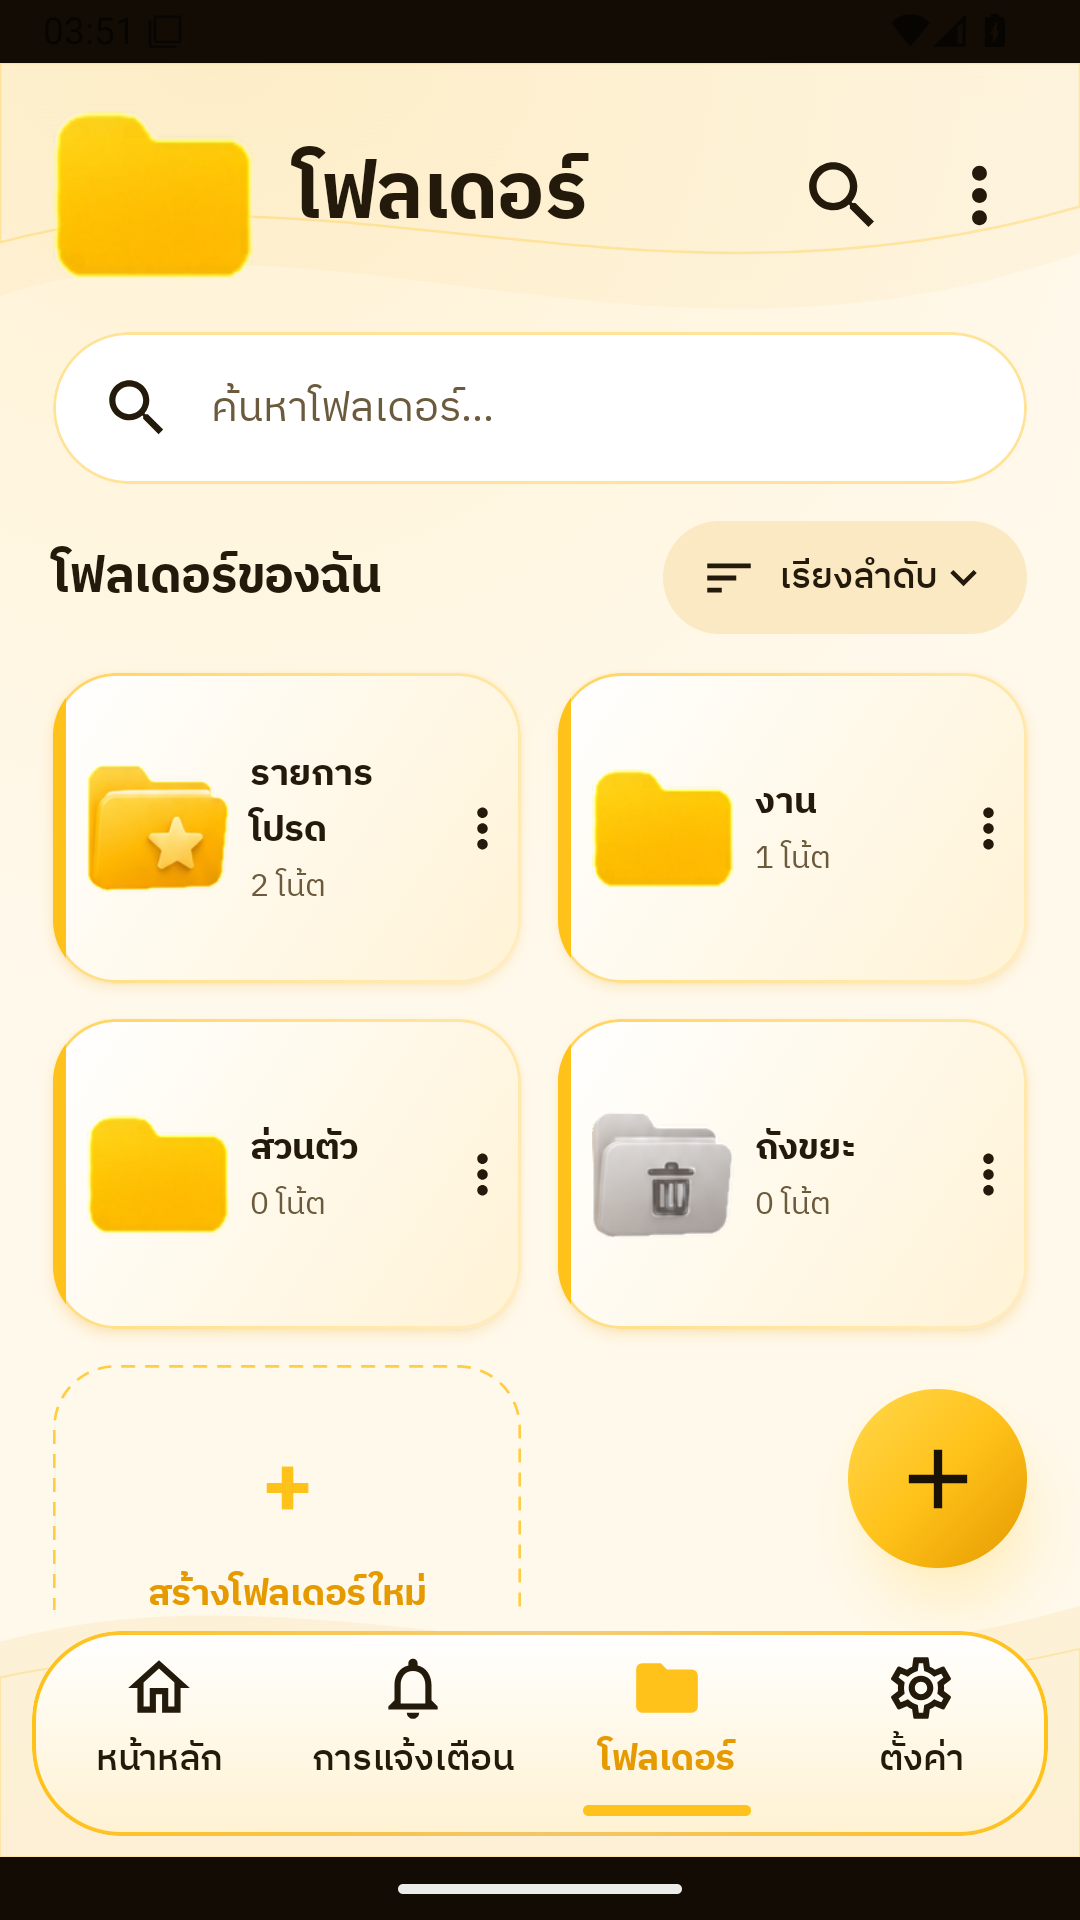 03:51
โฟลเดอร์
ค้นหาโฟลเดอร์...
โฟลเดอร์ของฉัน
เรียงลำดับ
รายการ
โปรด
2 โน้ต
งาน
1 โน้ต
ส่วนตัว
0 โน้ต
ถังขยะ
0 โน้ต
สร้างโฟลเดอร์ใหม่
หน้าหลัก
การแจ้งเตือน
โฟลเดอร์
ตั้งค่า